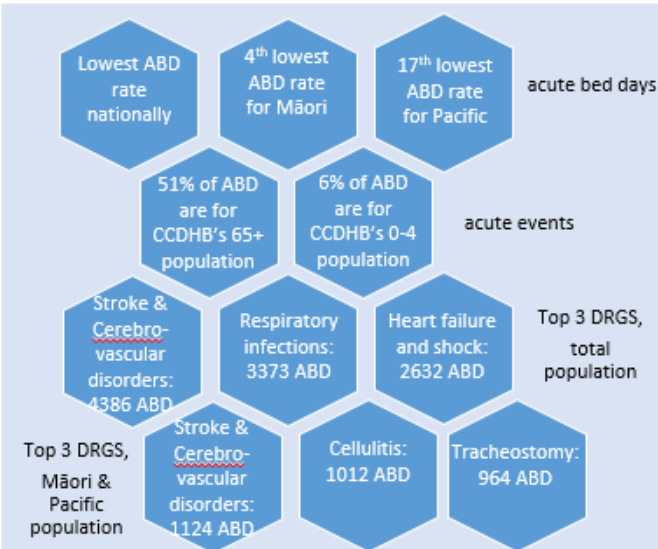 Lowest ABD
rate
nationally
4th lowest
ABD rate
for Māori
17th lowest
ABD rate
for Pacific
acute bed days
51% of ABD
are for
CCDHB's 65+
population
6% of ABD
are for
CCDHB's 0-4
population
acute events
Stroke &
Cerebro-
vascular
disorders:
4386 ABD
Respiratory
infections:
3373 ABD
Heart failure
and shock:
2632 ABD
Top 3 DRGS,
total
population
Top 3 DRGS,
Māori &
Pacific
population
Stroke &
Cerebro-
vascular
disorders:
1124 ABD
Cellulitis:
1012 ABD
Tracheostomy:
964 ABD